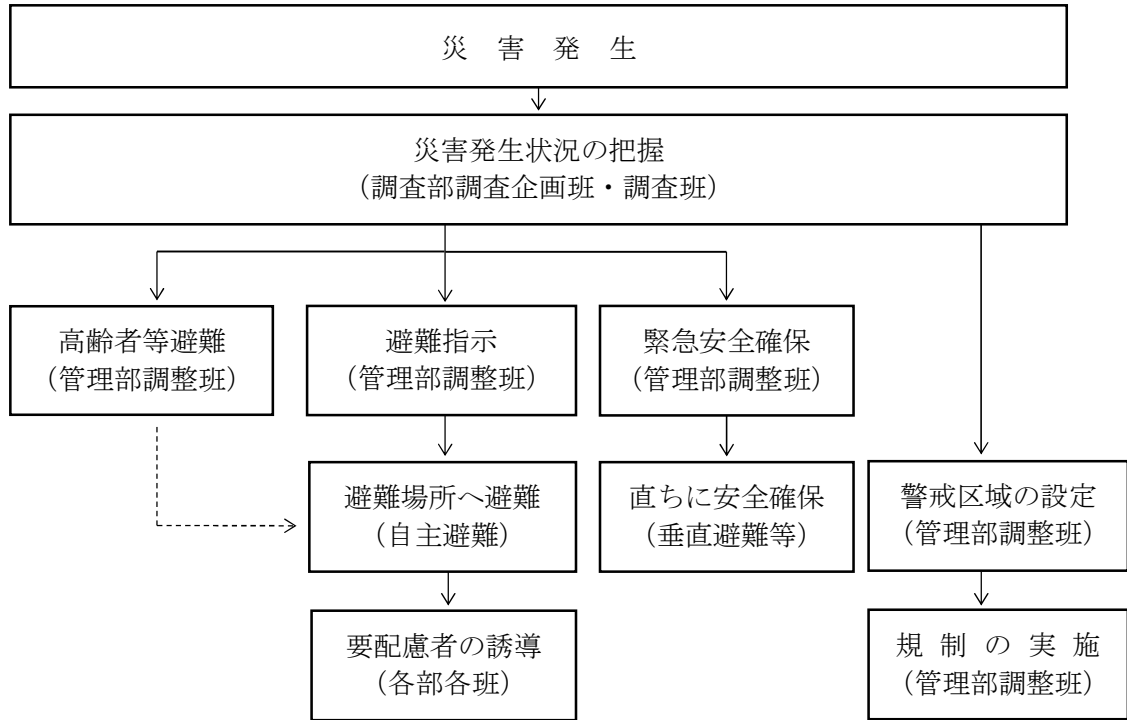 災　害　発　生
災害発生状況の把握
（調査部調査企画班・調査班）
高齢者等避難
（管理部調整班）
避難指示
（管理部調整班）
緊急安全確保
（管理部調整班）
避難場所へ避難
（自主避難）
直ちに安全確保
（垂直避難等）
警戒区域の設定
（管理部調整班）
要配慮者の誘導
（各部各班）
規　制　の　実　施
（管理部調整班）